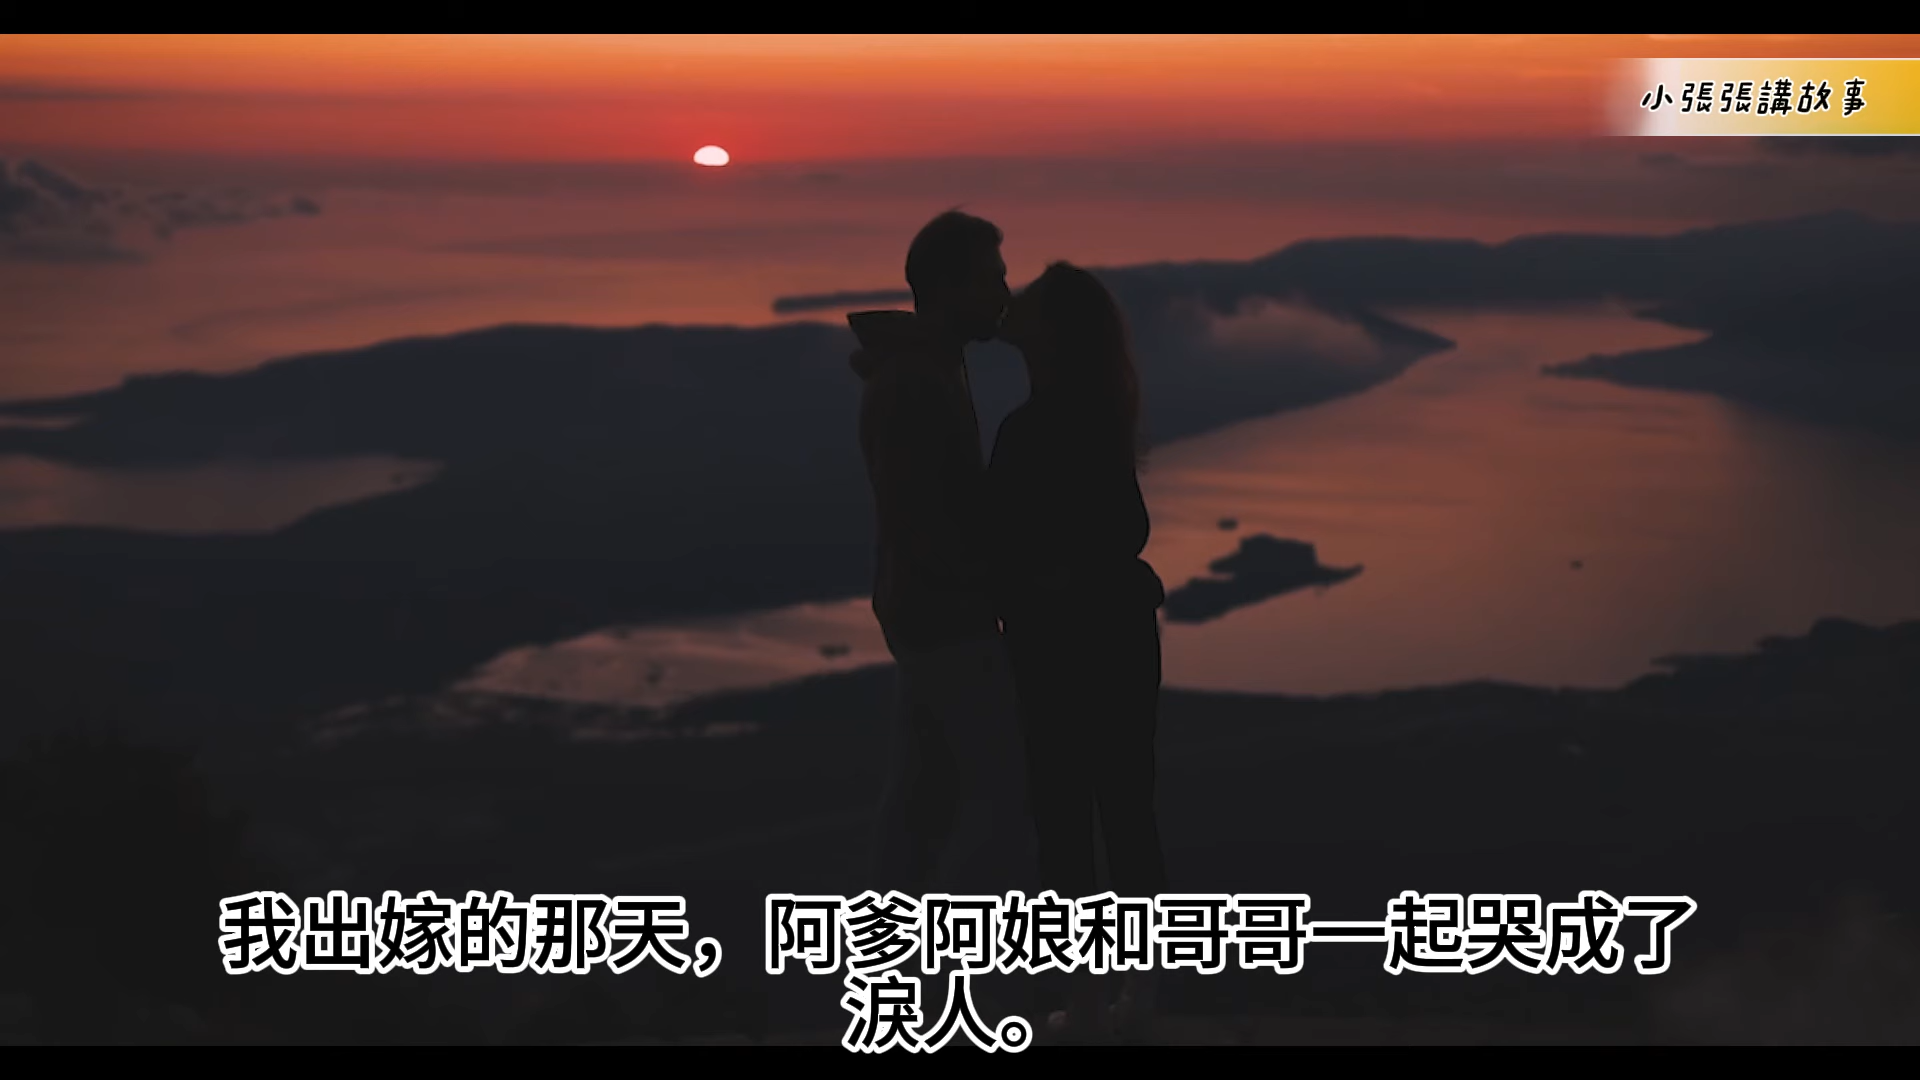 小張張講故事
我出嫁的那天，阿爹阿娘和哥哥一起哭成了
淚人。